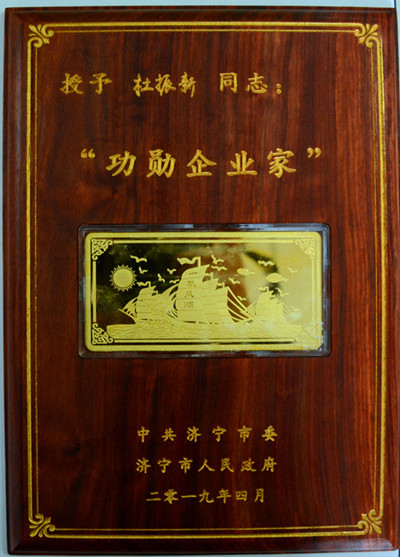 授予 杜振新 同志：
“功勋企业家”
中共济宁市委
济宁市人民政府
二零一九年四月